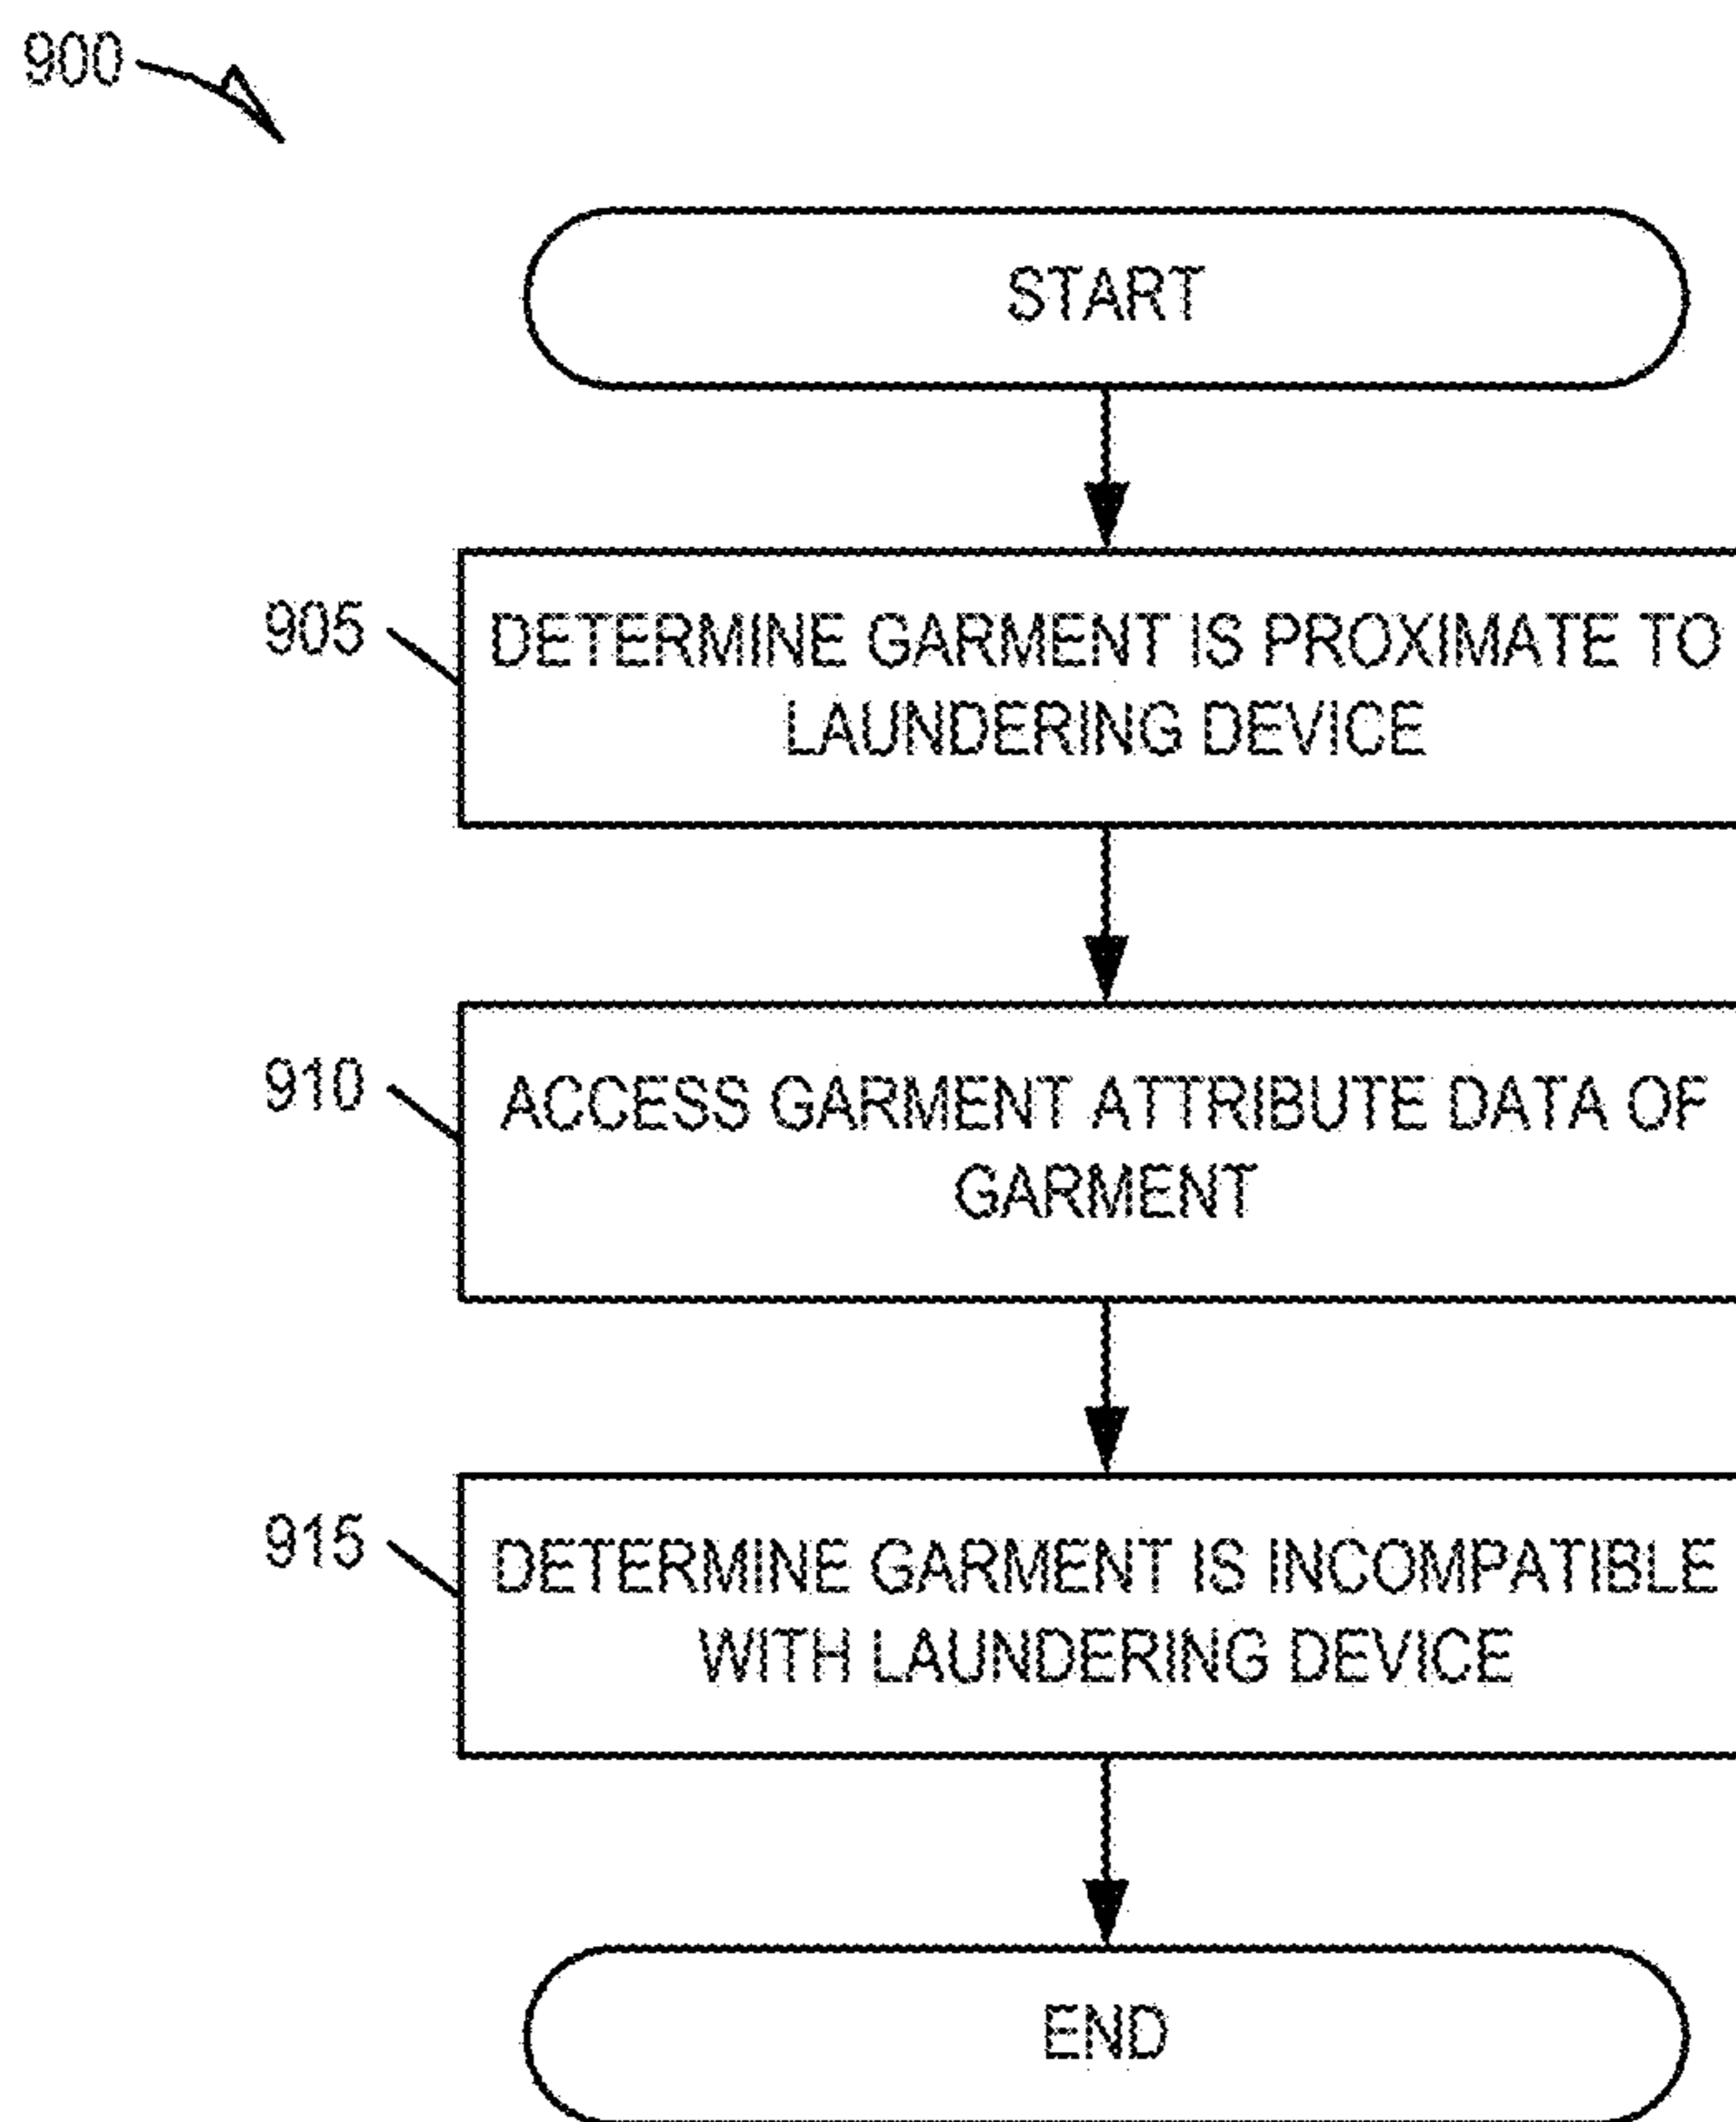 900
START
905
DETERMINE GARMENT IS PROXIMATE TO
LAUNDERING DEVICE
910
ACCESS GARMENT ATTRIBUTE DATA OF
GARMENT
915
DETERMINE GARMENT IS INCOMPATIBLE
WITH LAUNDERING DEVICE
END